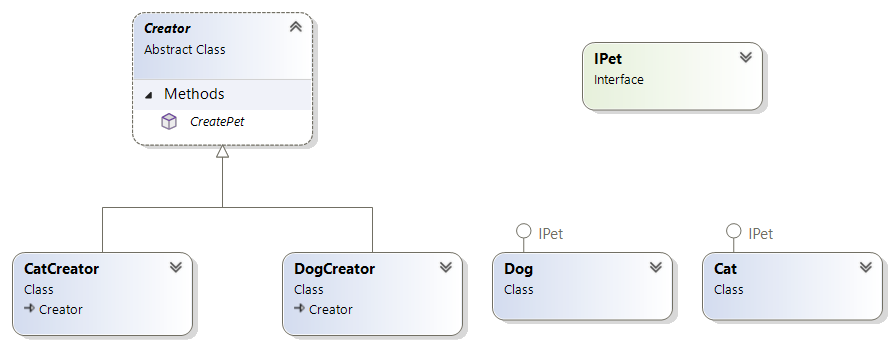 Creator
Abstract Class
Methods
CreatePet
IPet
Interface
CatCreator
Class
Creator
DogCreator
Class
Creator
IPet
Dog
Class
IPet
Cat
Class